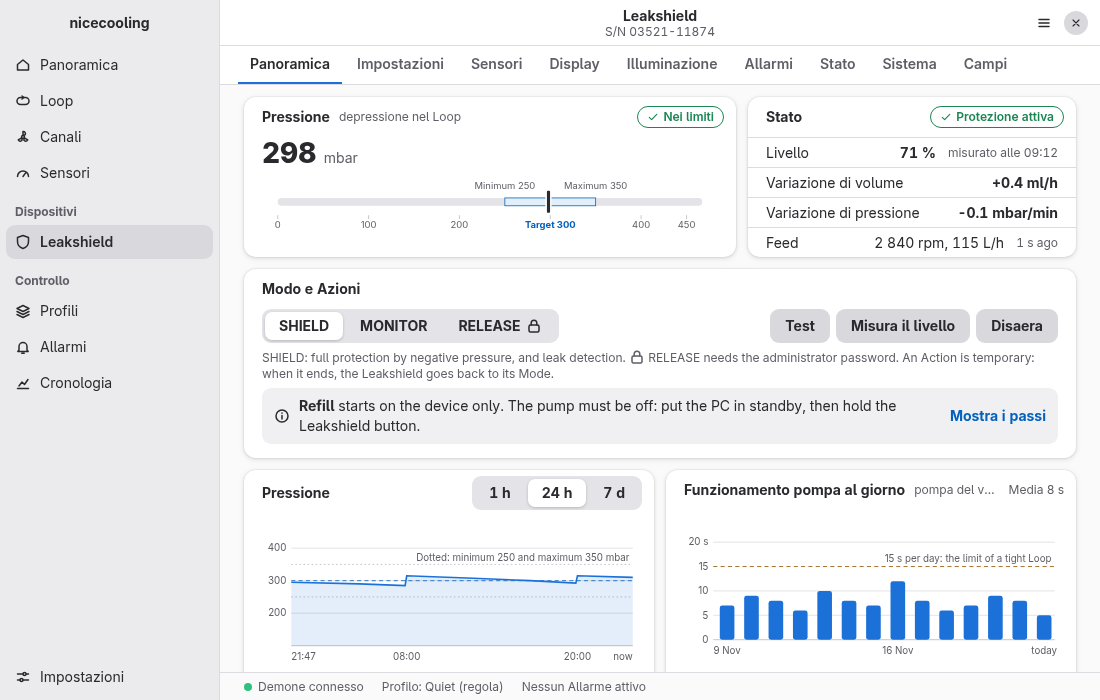 nicecooling
Panoramica
Loop
Canali
Sensori
Dispositivi
Leakshield
Controllo
Profili
Allarmi
Cronologia
Impostazioni
Leakshield
S/N 03521-11874
Panoramica Impostazioni Sensori Display Illuminazione Allarmi Stato Sistema Campi
Pressione depressione nel Loop Nei limiti
298 mbar
Minimum 250 Maximum 350
0 100 200 Target 300 400 450
Stato Protezione attiva
Livello 71 % misurato alle 09:12
Variazione di volume +0.4 ml/h
Variazione di pressione -0.1 mbar/min
Feed 2 840 rpm, 115 L/h 1 s ago
Modo e Azioni
SHIELD MONITOR RELEASE Test Misura il livello Disaera
SHIELD: full protection by negative pressure, and leak detection. RELEASE needs the administrator password. An Action is temporary:
when it ends, the Leakshield goes back to its Mode.
Refill starts on the device only. The pump must be off: put the PC in standby, then hold the
Leakshield button.
Mostra i passi
Pressione 1 h 24 h 7 d
400
Dotted: minimum 250 and maximum 350 mbar
300
200
21:47 08:00 20:00 now
Funzionamento pompa al giorno pompa del v... Media 8 s
20 s
15 s per day: the limit of a tight Loop
15
10
5
0
9 Nov 16 Nov today
Demone connesso Profilo: Quiet (regola) Nessun Allarme attivo